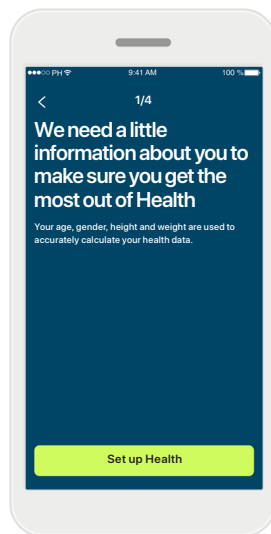 PH 9:41 AM 100 %
1/4
We need a little
information about you to
make sure you get the
most out of Health
Your age, gender, height and weight are used to
accurately calculate your health data.
Set up Health